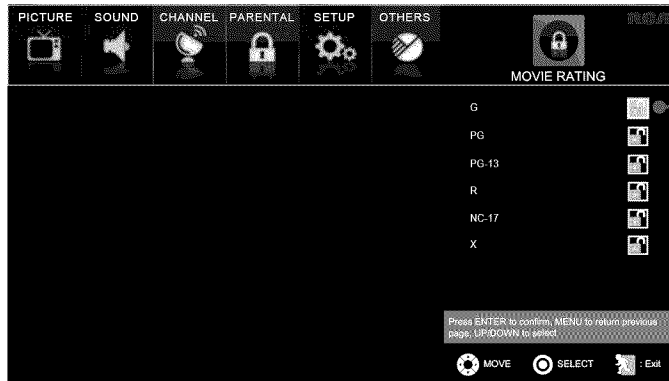 PICTURE SOUND CHANNEL PARENTAL SETUP OTHERS
RCA
MOVIE RATING
G
PG
PG-13
R
NC-17
X
Press ENTER to confirm, MENU to return previous
page, UP/DOWN to select
MOVE SELECT : Exit